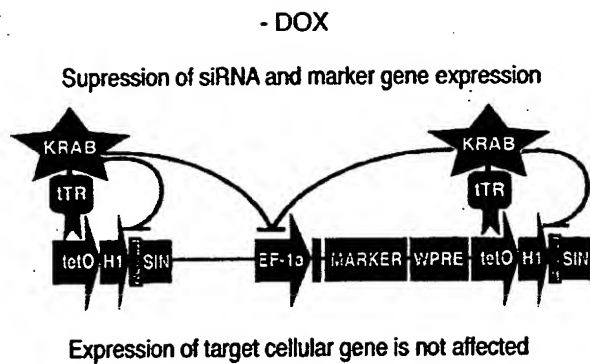 - DOX
Supression of siRNA and marker gene expression
KRAB KRAB
tTR tTR
tetO H1 SIN EF-1a MARKER WPRE tetO H1 SIN
Expression of target cellular gene is not affected